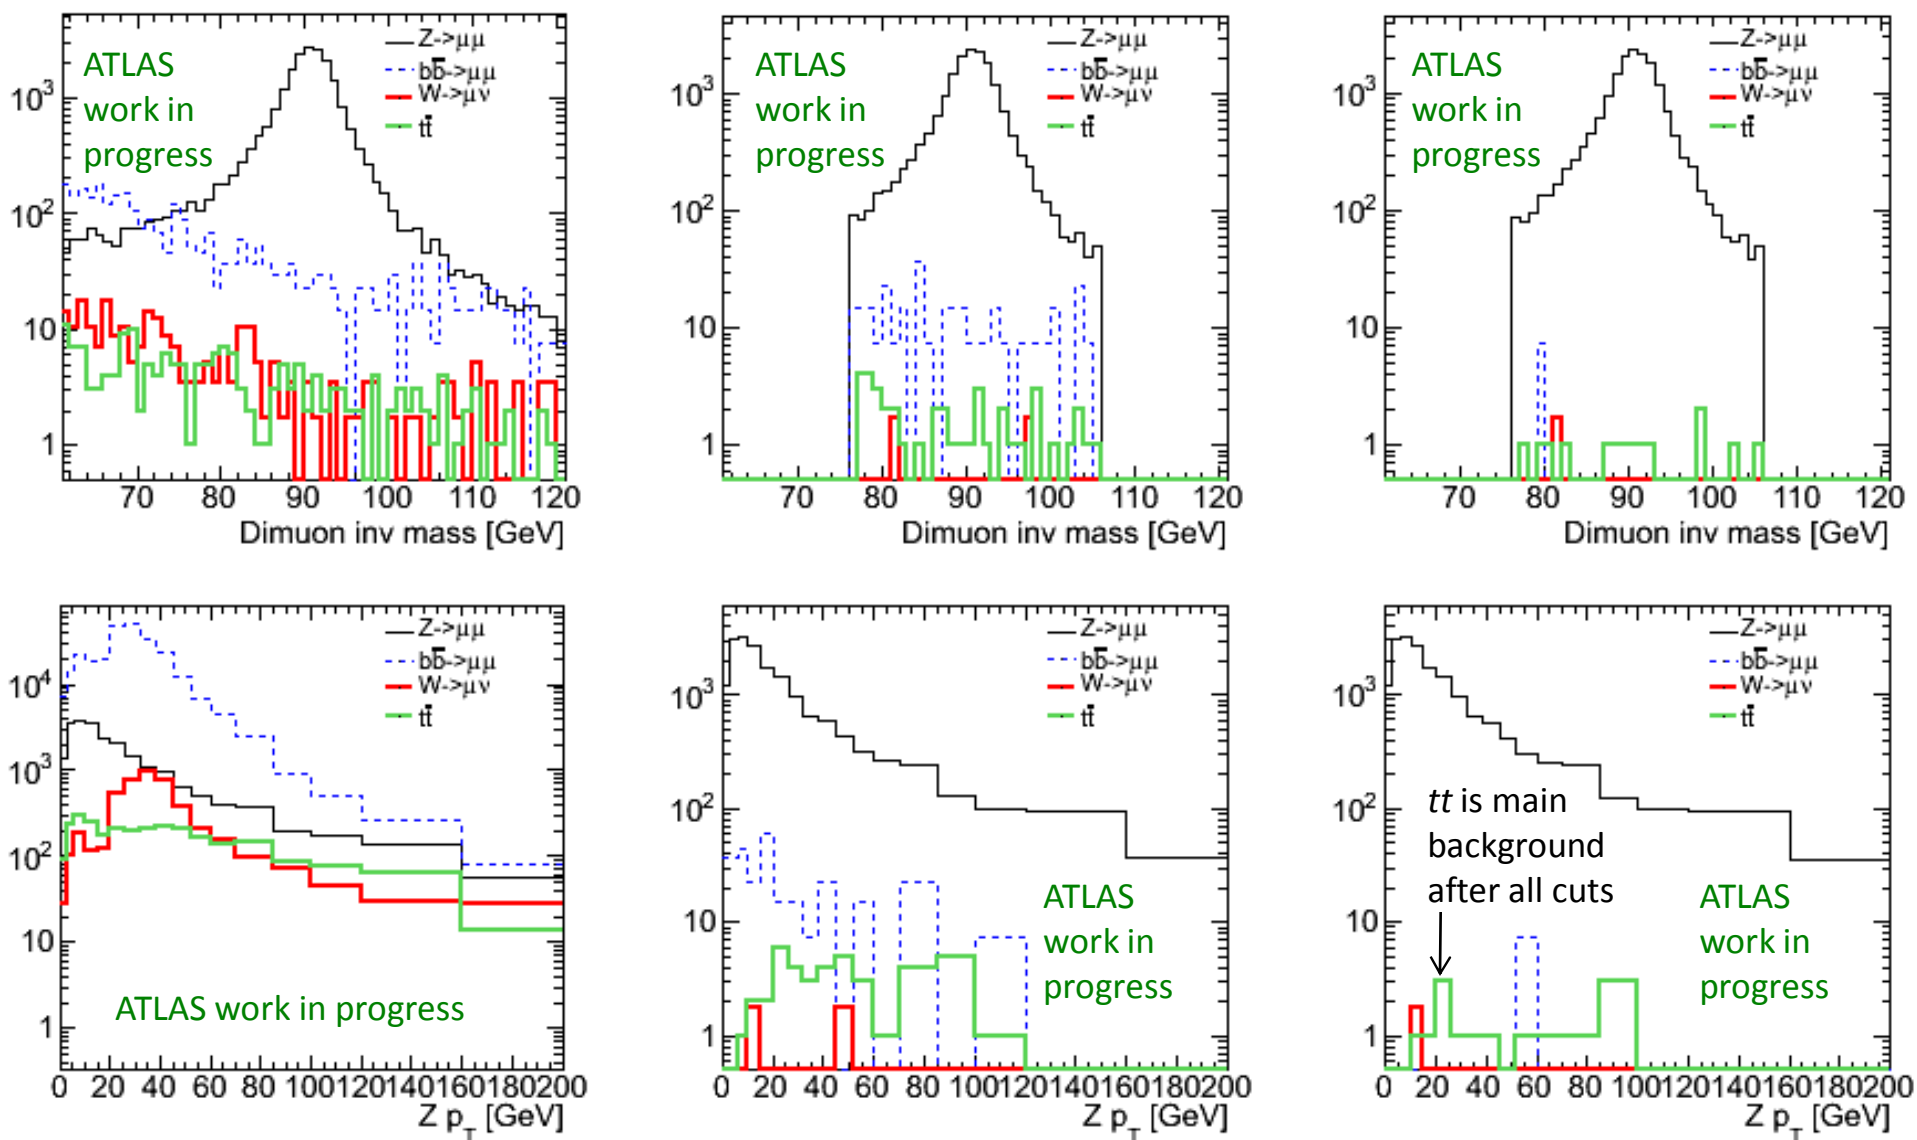 ATLAS
work in
progress
Z->μμ
bb̄->μμ
W->μν
tt̄
10³
10²
10
1
70 80 90 100 110 120
Dimuon inv mass [GeV]
ATLAS
work in
progress
Z->μμ
bb̄->μμ
W->μν
tt̄
10³
10²
10
1
70 80 90 100 110 120
Dimuon inv mass [GeV]
ATLAS
work in
progress
Z->μμ
bb̄->μμ
W->μν
tt̄
10³
10²
10
1
70 80 90 100 110 120
Dimuon inv mass [GeV]
Z->μμ
bb̄->μμ
W->μν
tt̄
10⁴
10³
10²
10
1
ATLAS work in progress
0 20 40 60 80 100 120 140 160 180 200
Z p_T [GeV]
Z->μμ
bb̄->μμ
W->μν
tt̄
10³
10²
10
1
ATLAS
work in
progress
0 20 40 60 80 100 120 140 160 180 200
Z p_T [GeV]
Z->μμ
bb̄->μμ
W->μν
tt̄
10³
10²
10
1
tt is main
background
after all cuts
ATLAS
work in
progress
0 20 40 60 80 100 120 140 160 180 200
Z p_T [GeV]